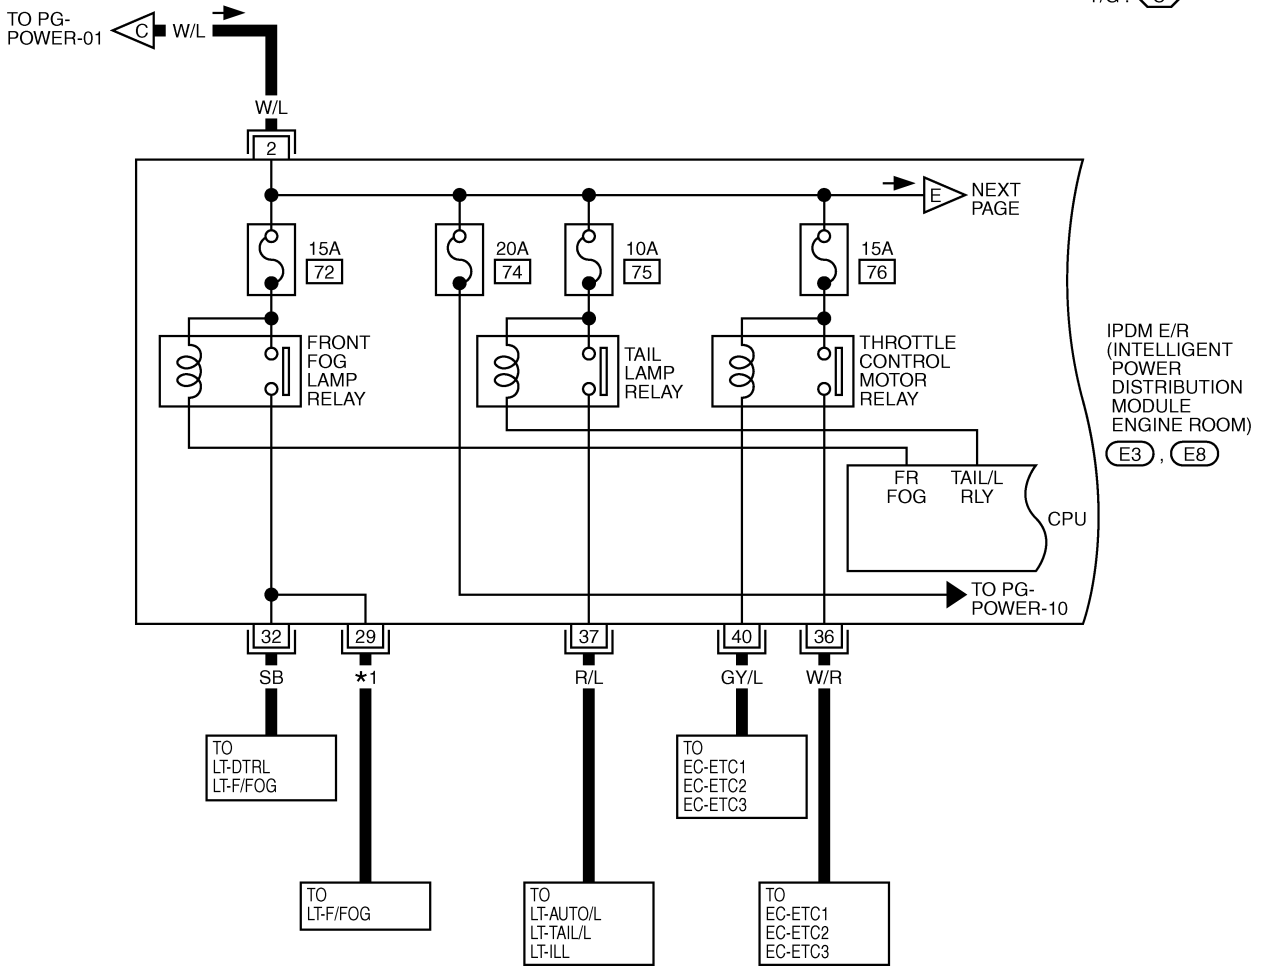 TO PG-
POWER-01
C
W/L
W/L
2
E
NEXT
PAGE
15A
72
20A
74
10A
75
15A
76
FRONT
FOG
LAMP
RELAY
TAIL
LAMP
RELAY
THROTTLE
CONTROL
MOTOR
RELAY
IPDM E/R
(INTELLIGENT
POWER
DISTRIBUTION
MODULE
ENGINE ROOM)
E3 , E8
FR
FOG
TAIL/L
RLY
CPU
TO PG-
POWER-10
32
29
37
40
36
SB
*1
R/L
GY/L
W/R
TO
LT-DTRL
LT-F/FOG
TO
EC-ETC1
EC-ETC2
EC-ETC3
TO
LT-F/FOG
TO
LT-AUTO/L
LT-TAIL/L
LT-ILL
TO
EC-ETC1
EC-ETC2
EC-ETC3